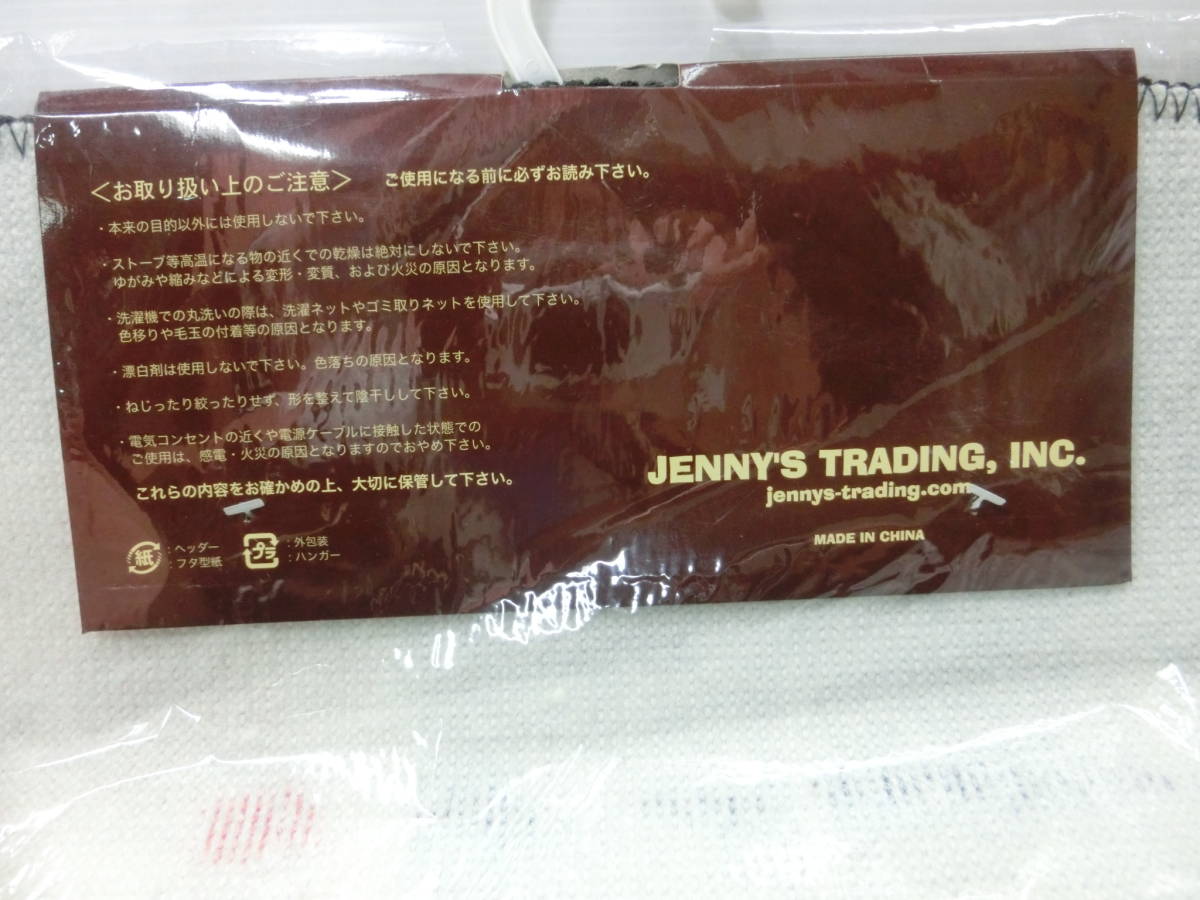 <お取り扱い上のご注意> ご使用になる前に必ずお読み下さい。
・本来の目的以外には使用しないで下さい。
・ストーブ等高温になる物の近くでの乾燥は絶対にしないで下さい。
ゆがみや縮みなどによる変形・変質、および火災の原因となります。
・洗濯機での丸洗いの際は、洗濯ネットやゴミ取りネットを使用して下さい。
色移りや毛玉の付着等の原因となります。
・漂白剤は使用しないで下さい。色落ちの原因となります。
・ねじったり絞ったりせず、形を整えて陰干しして下さい。
・電気コンセントの近くや電源ケーブルに接触した状態での
ご使用は、感電・火災の原因となりますのでおやめ下さい。
これらの内容をお確かめの上、大切に保管して下さい。
紙 :ヘッダー
:フタ型紙
プラ :外包装
:ハンガー
JENNY'S TRADING, INC.
jennys-trading.com
MADE IN CHINA